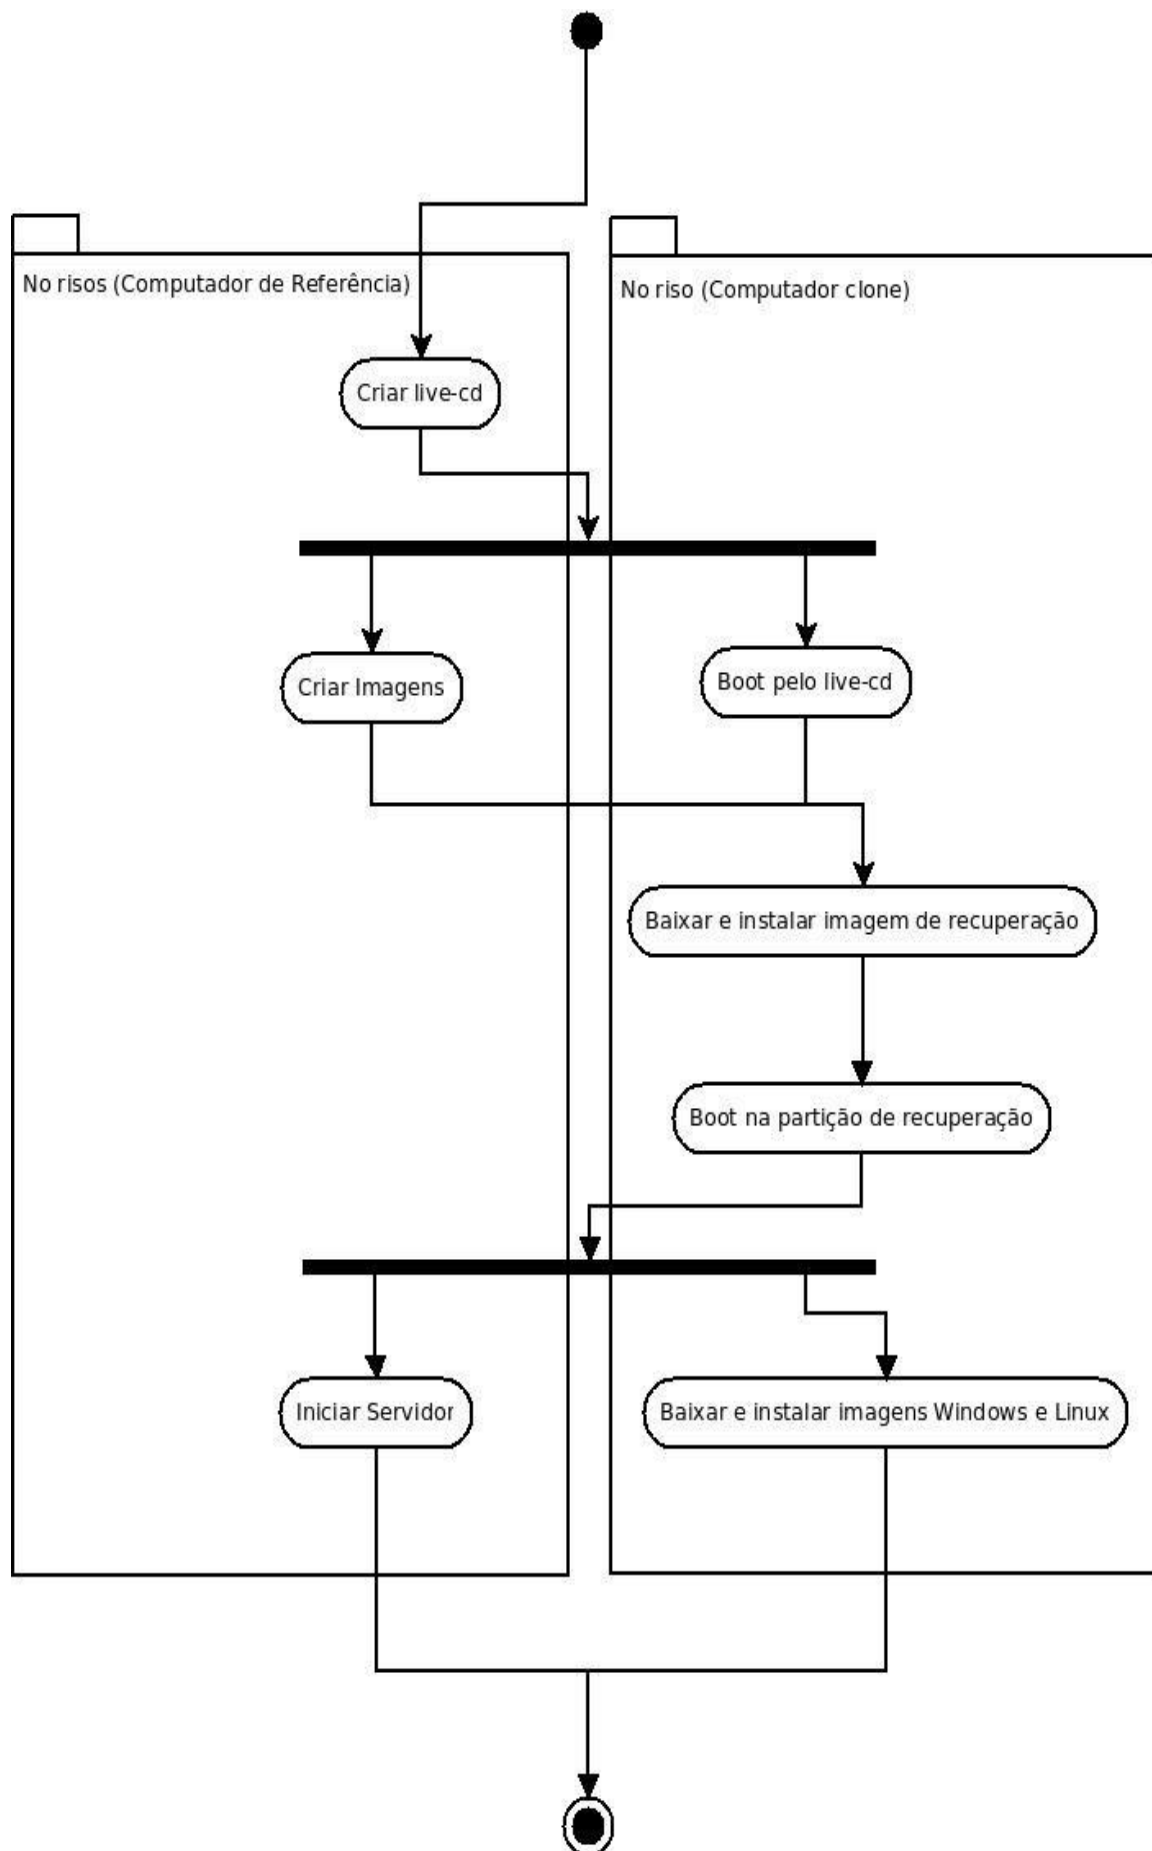 No risos (Computador de Referência)
No riso (Computador clone)
Criar live-cd
Criar Imagens
Boot pelo live-cd
Baixar e instalar imagem de recuperação
Boot na partição de recuperação
Iniciar Servidor
Baixar e instalar imagens Windows e Linux